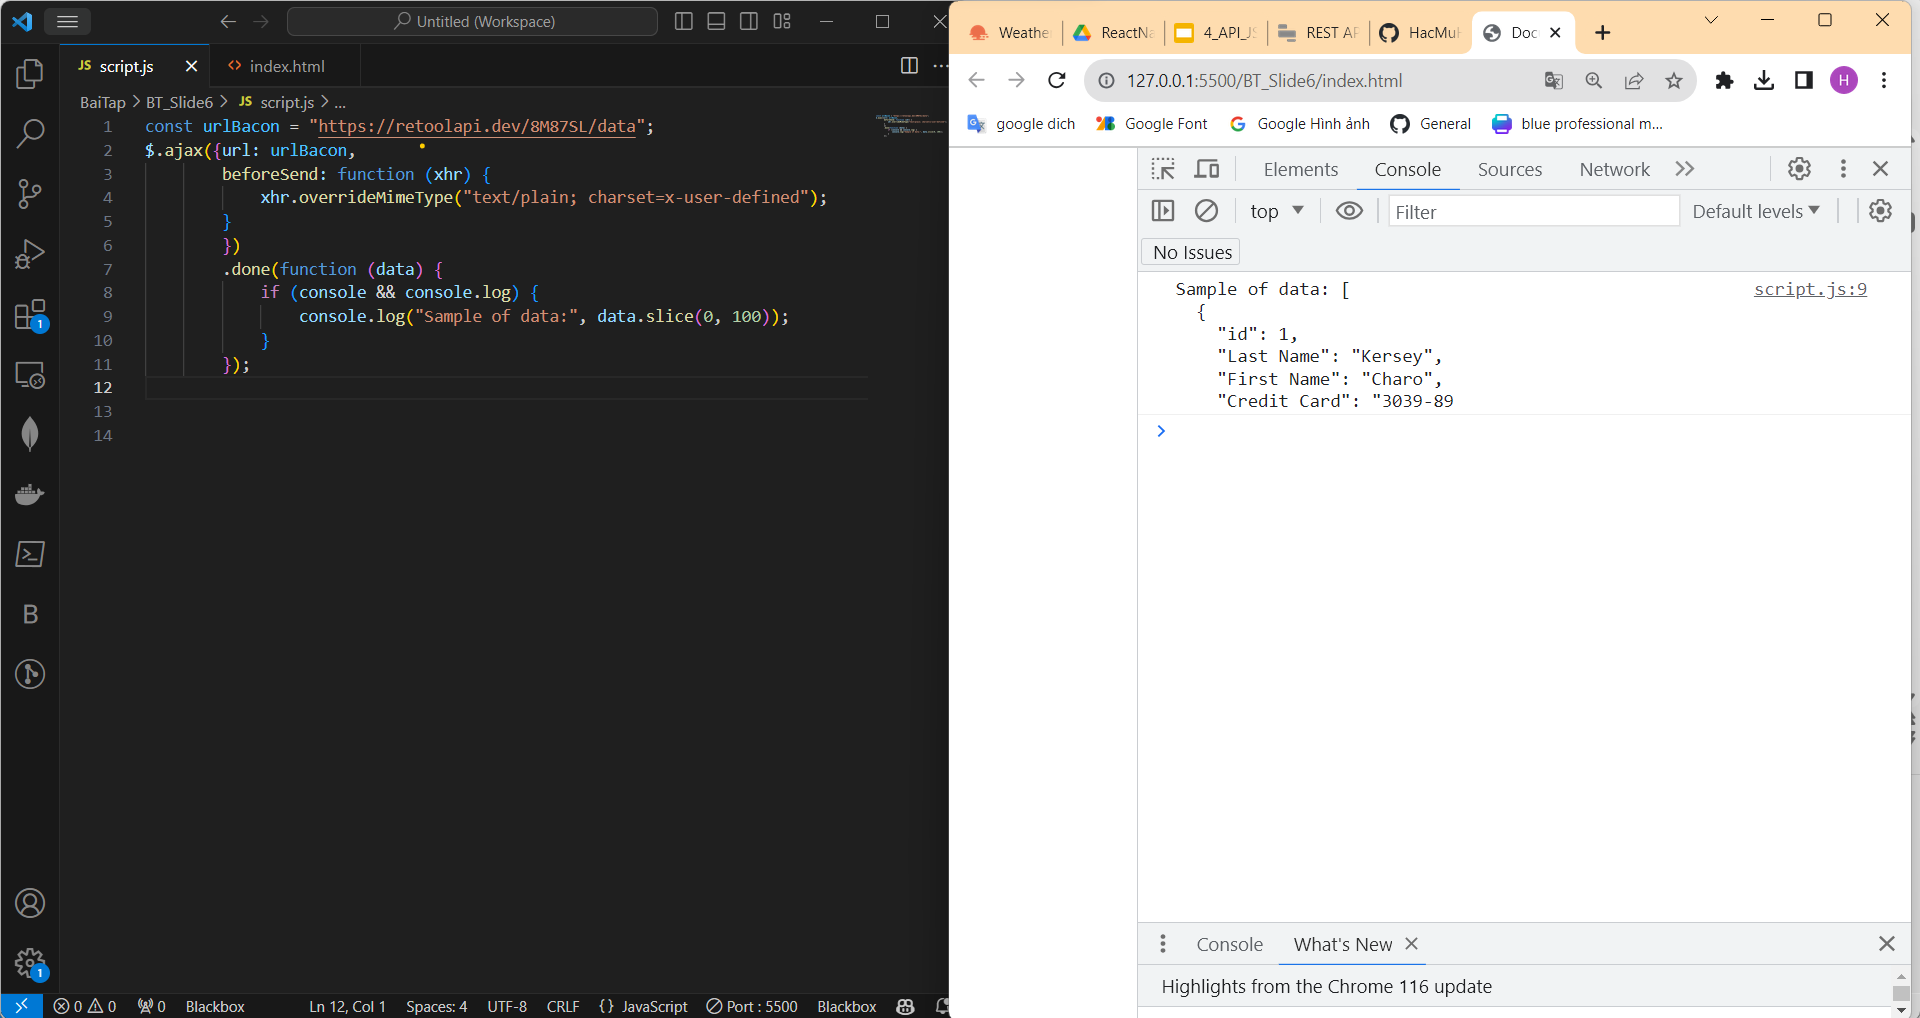 Untitled (Workspace)
JS script.js
<> index.html
BaiTap > BT_Slide6 > JS script.js > ...
1 const urlBacon = "https://retoolapi.dev/8M87SL/data";
2 $.ajax({url: urlBacon,
3 beforeSend: function (xhr) {
4 xhr.overrideMimeType("text/plain; charset=x-user-defined");
5 }
6 })
7 .done(function (data) {
8 if (console && console.log) {
9 console.log("Sample of data:", data.slice(0, 100));
10 }
11 });
12
13
14
1
B
1
0 0 0 Blackbox Ln 12, Col 1 Spaces: 4 UTF-8 CRLF {} JavaScript Port : 5500 Blackbox
Weathe ReactNa 4_API_JS REST AP HacMuH Doc
127.0.0.1:5500/BT_Slide6/index.html
H
google dich Google Font Google Hình ảnh General blue professional m...
Elements Console Sources Network
top Filter Default levels
No Issues
Sample of data: [ script.js:9
{
"id": 1,
"Last Name": "Kersey",
"First Name": "Charo",
"Credit Card": "3039-89
>
Console What's New
Highlights from the Chrome 116 update